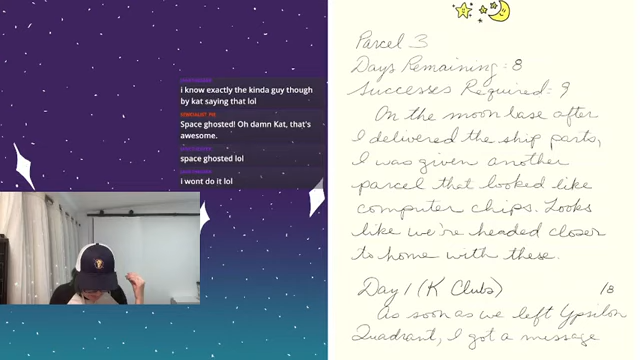 i know exactly the kinda guy though
by kat saying that lol
Space ghosted! Oh damn Kat, that's
awesome.
space ghosted lol
i wont do it lol
Parcel 3
Days Remaining: 8
Successes Required: 9
On the moon base after
I delivered the ship parts,
I was given another
parcel that looked like
computer chips. Looks
like we're headed closer
to home with these.
Day 1 (K Clubs) 18
As soon as we left Ypsilon
Quadrant, I got a message